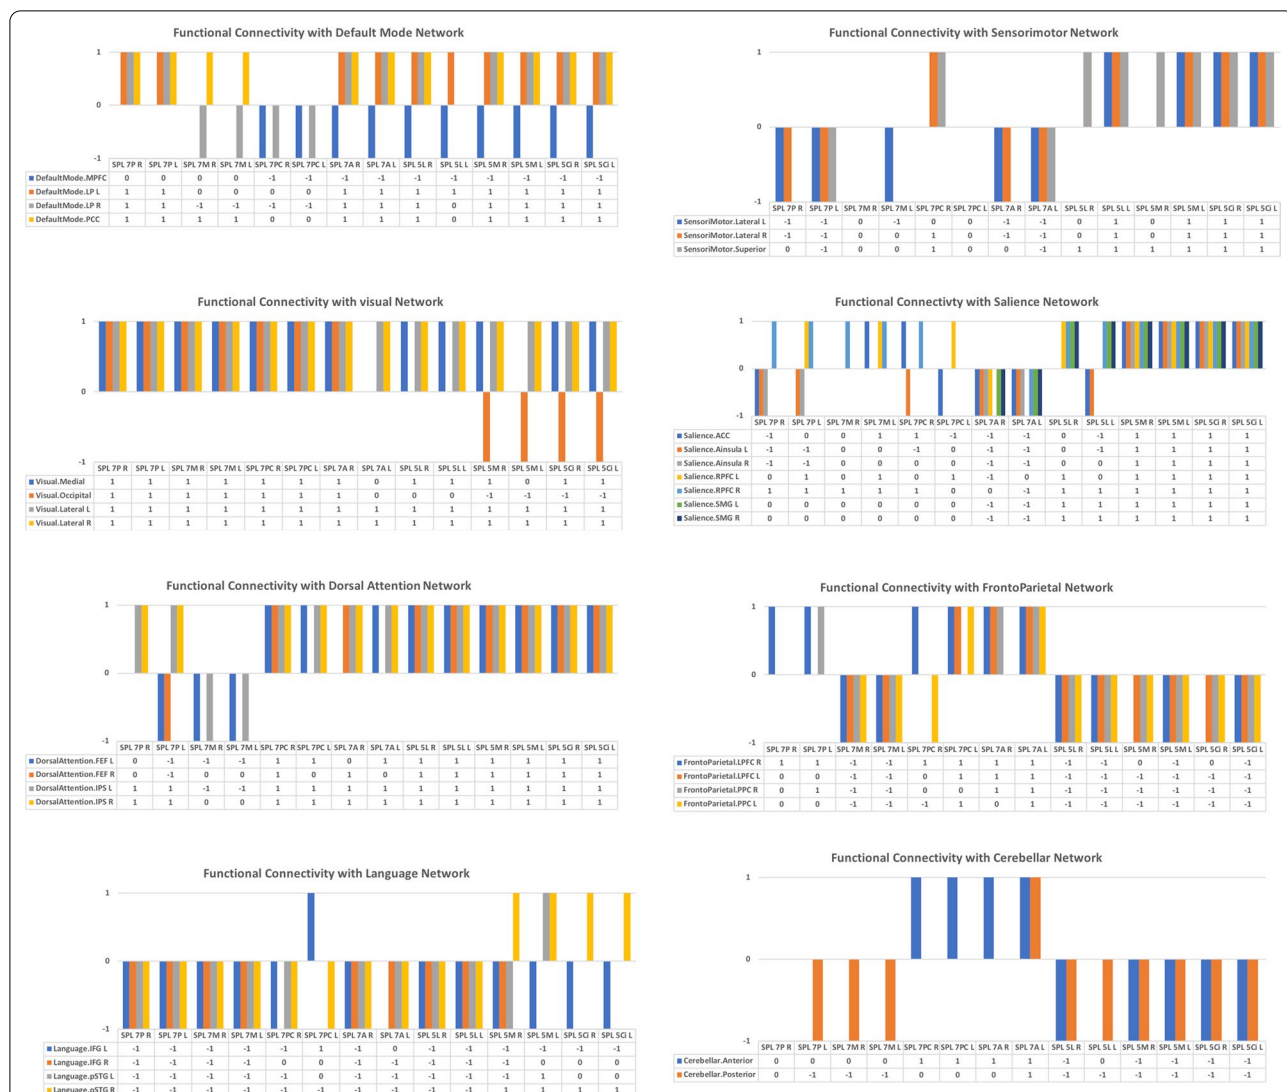 Functional Connectivity with Default Mode Network
1
0
-1
SPL 7P R SPL 7P L SPL 7M R SPL 7M L SPL 7PC R SPL 7PC L SPL 7A R SPL 7A L SPL 5L R SPL 5L L SPL 5M R SPL 5M L SPL 5Ci R SPL 5Ci L
DefaultMode.MPFC 0 0 0 0 -1 -1 -1 -1 -1 -1 -1 -1 -1 -1
DefaultMode.LP L 1 1 0 0 0 0 1 1 1 1 1 1 1 1
DefaultMode.LP R 1 1 -1 -1 -1 -1 1 1 1 0 1 1 1 1
DefaultMode.PCC 1 1 1 1 0 0 1 1 1 0 1 1 1 1
Functional Connectivity with Sensorimotor Network
1
0
-1
SPL 7P R SPL 7P L SPL 7M R SPL 7M L SPL 7PC R SPL 7PC L SPL 7A R SPL 7A L SPL 5L R SPL 5L L SPL 5M R SPL 5M L SPL 5Ci R SPL 5Ci L
SensoriMotor.Lateral L -1 -1 0 -1 0 0 -1 -1 0 1 0 1 1 1
SensoriMotor.Lateral R -1 -1 0 0 1 0 -1 -1 0 1 0 1 1 1
SensoriMotor.Superior 0 -1 0 0 1 0 0 -1 1 1 1 1 1 1
Functional Connectivity with visual Network
1
0
-1
SPL 7P R SPL 7P L SPL 7M R SPL 7M L SPL 7PC R SPL 7PC L SPL 7A R SPL 7A L SPL 5L R SPL 5L L SPL 5M R SPL 5M L SPL 5Ci R SPL 5Ci L
Visual.Medial 1 1 1 1 1 1 1 0 1 1 1 0 1 1
Visual.Occipital 1 1 1 1 1 1 1 0 0 0 -1 -1 -1 -1
Visual.Lateral L 1 1 1 1 1 1 1 1 1 1 1 1 1 1
Visual.Lateral R 1 1 1 1 1 1 1 1 1 1 1 1 1 1
Functional Connectivty with Salience Netowork
1
0
-1
SPL 7P R SPL 7P L SPL 7M R SPL 7M L SPL 7PC R SPL 7PC L SPL 7A R SPL 7A L SPL 5L R SPL 5L L SPL 5M R SPL 5M L SPL 5Ci R SPL 5Ci L
Salience.ACC -1 0 0 1 1 -1 -1 -1 0 -1 1 1 1 1
Salience.Ainsula L -1 -1 0 0 -1 0 -1 -1 0 -1 1 1 1 1
Salience.Ainsula R -1 -1 0 0 0 0 -1 -1 0 0 1 1 1 1
Salience.RPFC L 0 1 0 1 0 1 -1 0 1 0 1 1 1 1
Salience.RPFC R 1 1 1 1 1 0 0 -1 1 1 1 1 1 1
Salience.SMG L 0 0 0 0 0 0 -1 -1 1 1 1 1 1 1
Salience.SMG R 0 0 0 0 0 0 -1 -1 1 1 1 1 1 1
Functional Connectivity with Dorsal Attention Network
1
0
-1
SPL 7P R SPL 7P L SPL 7M R SPL 7M L SPL 7PC R SPL 7PC L SPL 7A R SPL 7A L SPL 5L R SPL 5L L SPL 5M R SPL 5M L SPL 5Ci R SPL 5Ci L
DorsalAttention.FEF L 0 -1 -1 -1 1 1 0 1 1 1 1 1 1 1
DorsalAttention.FEF R 0 -1 0 0 1 0 1 0 1 1 1 1 1 1
DorsalAttention.IPS L 1 1 -1 -1 1 1 1 1 1 1 1 1 1 1
DorsalAttention.IPS R 1 1 0 0 1 1 1 1 1 1 1 1 1 1
Functional Connectivity with FrontoParietal Network
1
0
-1
SPL 7P R SPL 7P L SPL 7M R SPL 7M L SPL 7PC R SPL 7PC L SPL 7A R SPL 7A L SPL 5L R SPL 5L L SPL 5M R SPL 5M L SPL 5Ci R SPL 5Ci L
FrontoParietal.LPFC R 1 1 -1 -1 1 1 1 1 -1 -1 0 -1 0 -1
FrontoParietal.LPFC L 0 0 -1 -1 0 1 1 1 -1 -1 -1 -1 -1 -1
FrontoParietal.PPC R 0 1 -1 -1 0 0 1 1 -1 -1 -1 -1 -1 -1
FrontoParietal.PPC L 0 0 -1 -1 -1 1 0 1 -1 -1 -1 -1 -1 -1
Functional Connectivity with Language Network
1
0
-1
SPL 7P R SPL 7P L SPL 7M R SPL 7M L SPL 7PC R SPL 7PC L SPL 7A R SPL 7A L SPL 5L R SPL 5L L SPL 5M R SPL 5M L SPL 5Ci R SPL 5Ci L
Language.IFG L -1 -1 -1 -1 -1 1 -1 0 -1 -1 -1 -1 -1 -1
Language.IFG R -1 -1 -1 -1 0 0 -1 -1 -1 -1 -1 0 0 0
Language.pSTG L -1 -1 -1 -1 -1 0 -1 -1 -1 -1 -1 1 0 0
Language.pSTG R -1 -1 -1 -1 -1 -1 -1 -1 -1 -1 1 1 1 1
Functional Connectivity with Cerebellar Network
1
0
-1
SPL 7P R SPL 7P L SPL 7M R SPL 7M L SPL 7PC R SPL 7PC L SPL 7A R SPL 7A L SPL 5L R SPL 5L L SPL 5M R SPL 5M L SPL 5Ci R SPL 5Ci L
Cerebellar.Anterior 0 0 0 0 1 1 1 1 -1 0 -1 -1 -1 -1
Cerebellar.Posterior 0 -1 -1 -1 0 0 0 1 -1 -1 -1 -1 -1 -1